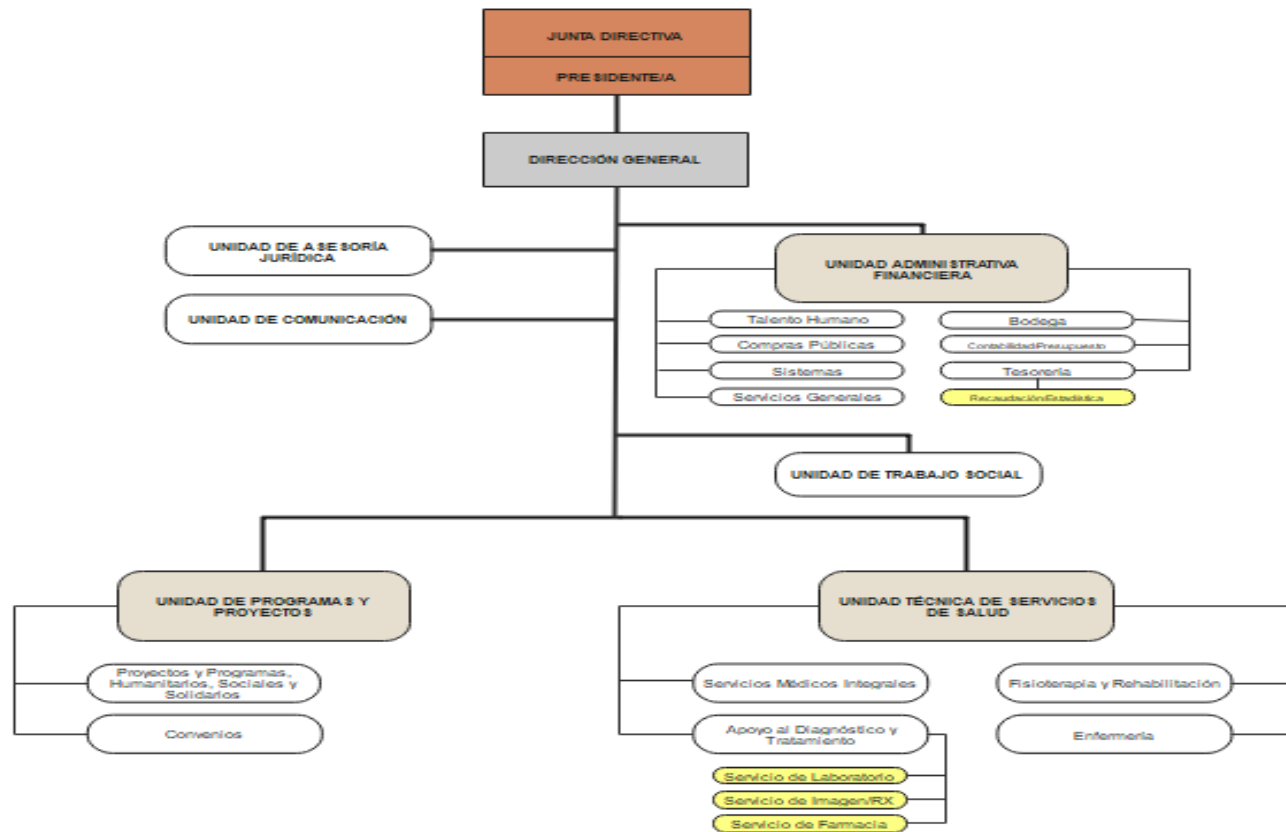 JUNTA DIRECTIVA
PRESIDENTE/A
DIRECCIÓN GENERAL
UNIDAD DE ASESORÍA
JURÍDICA
UNIDAD DE COMUNICACIÓN
UNIDAD ADMINISTRATIVA
FINANCIERA
Talento Humano
Compras Públicas
Sistemas
Servicios Generales
Bodega
Contabilidad/Presupuesto
Tesorería
Recaudación/Estadística
UNIDAD DE TRABAJO SOCIAL
UNIDAD DE PROGRAMAS Y
PROYECTOS
Proyectos y Programas,
Humanitarios, Sociales y
Solidarios
Convenios
UNIDAD TÉCNICA DE SERVICIOS
DE SALUD
Servicios Médicos Integrales
Apoyo al Diagnóstico y
Tratamiento
Servicio de Laboratorio
Servicio de Imagen/RX
Servicio de Farmacia
Fisioterapia y Rehabilitación
Enfermería